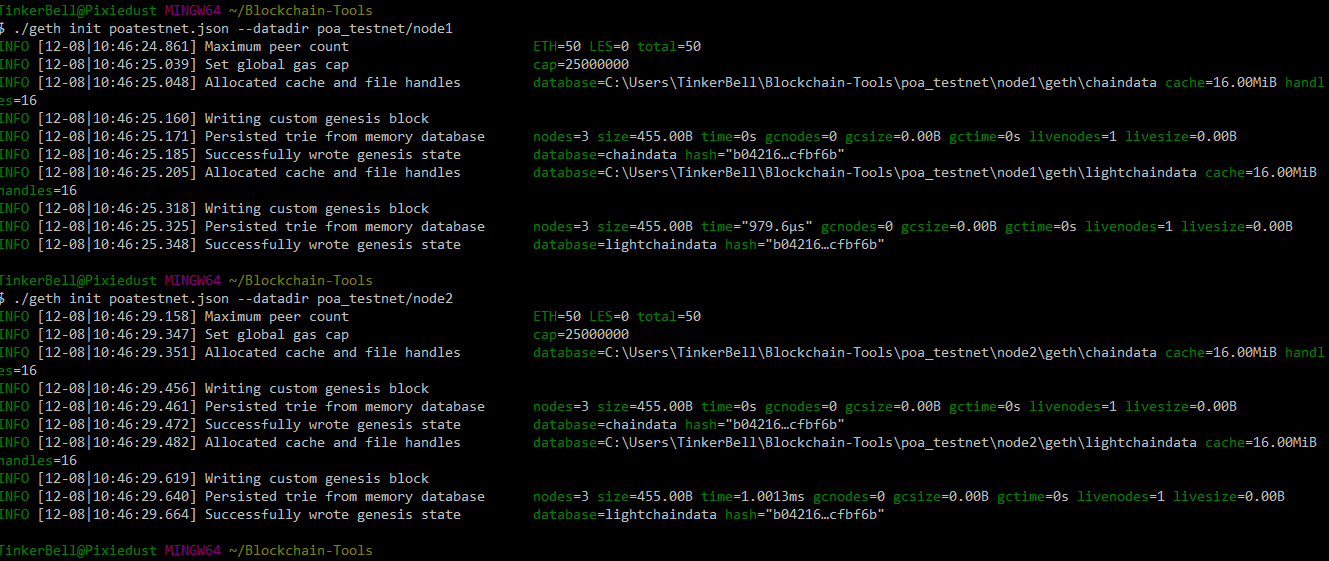 TinkerBell@Pixiedust MINGW64 ~/Blockchain-Tools
$ ./geth init poatestnet.json --datadir poa_testnet/node1
INFO [12-08|10:46:24.861] Maximum peer count                       ETH=50 LES=0 total=50
INFO [12-08|10:46:25.039] Set global gas cap                       cap=25000000
INFO [12-08|10:46:25.048] Allocated cache and file handles         database=C:\Users\TinkerBell\Blockchain-Tools\poa_testnet\node1\geth\chaindata cache=16.00MiB handl
es=16
INFO [12-08|10:46:25.160] Writing custom genesis block
INFO [12-08|10:46:25.171] Persisted trie from memory database      nodes=3 size=455.00B time=0s gcnodes=0 gcsize=0.00B gctime=0s livenodes=1 livesize=0.00B
INFO [12-08|10:46:25.185] Successfully wrote genesis state         database=chaindata hash="b04216…cfbf6b"
INFO [12-08|10:46:25.205] Allocated cache and file handles         database=C:\Users\TinkerBell\Blockchain-Tools\poa_testnet\node1\geth\lightchaindata cache=16.00MiB
handles=16
INFO [12-08|10:46:25.318] Writing custom genesis block
INFO [12-08|10:46:25.325] Persisted trie from memory database      nodes=3 size=455.00B time="979.6µs" gcnodes=0 gcsize=0.00B gctime=0s livenodes=1 livesize=0.00B
INFO [12-08|10:46:25.348] Successfully wrote genesis state         database=lightchaindata hash="b04216…cfbf6b"
TinkerBell@Pixiedust MINGW64 ~/Blockchain-Tools
$ ./geth init poatestnet.json --datadir poa_testnet/node2
INFO [12-08|10:46:29.158] Maximum peer count                       ETH=50 LES=0 total=50
INFO [12-08|10:46:29.347] Set global gas cap                       cap=25000000
INFO [12-08|10:46:29.351] Allocated cache and file handles         database=C:\Users\TinkerBell\Blockchain-Tools\poa_testnet\node2\geth\chaindata cache=16.00MiB handl
es=16
INFO [12-08|10:46:29.456] Writing custom genesis block
INFO [12-08|10:46:29.461] Persisted trie from memory database      nodes=3 size=455.00B time=0s gcnodes=0 gcsize=0.00B gctime=0s livenodes=1 livesize=0.00B
INFO [12-08|10:46:29.472] Successfully wrote genesis state         database=chaindata hash="b04216…cfbf6b"
INFO [12-08|10:46:29.482] Allocated cache and file handles         database=C:\Users\TinkerBell\Blockchain-Tools\poa_testnet\node2\geth\lightchaindata cache=16.00MiB
handles=16
INFO [12-08|10:46:29.619] Writing custom genesis block
INFO [12-08|10:46:29.640] Persisted trie from memory database      nodes=3 size=455.00B time=1.0013ms gcnodes=0 gcsize=0.00B gctime=0s livenodes=1 livesize=0.00B
INFO [12-08|10:46:29.664] Successfully wrote genesis state         database=lightchaindata hash="b04216…cfbf6b"
TinkerBell@Pixiedust MINGW64 ~/Blockchain-Tools